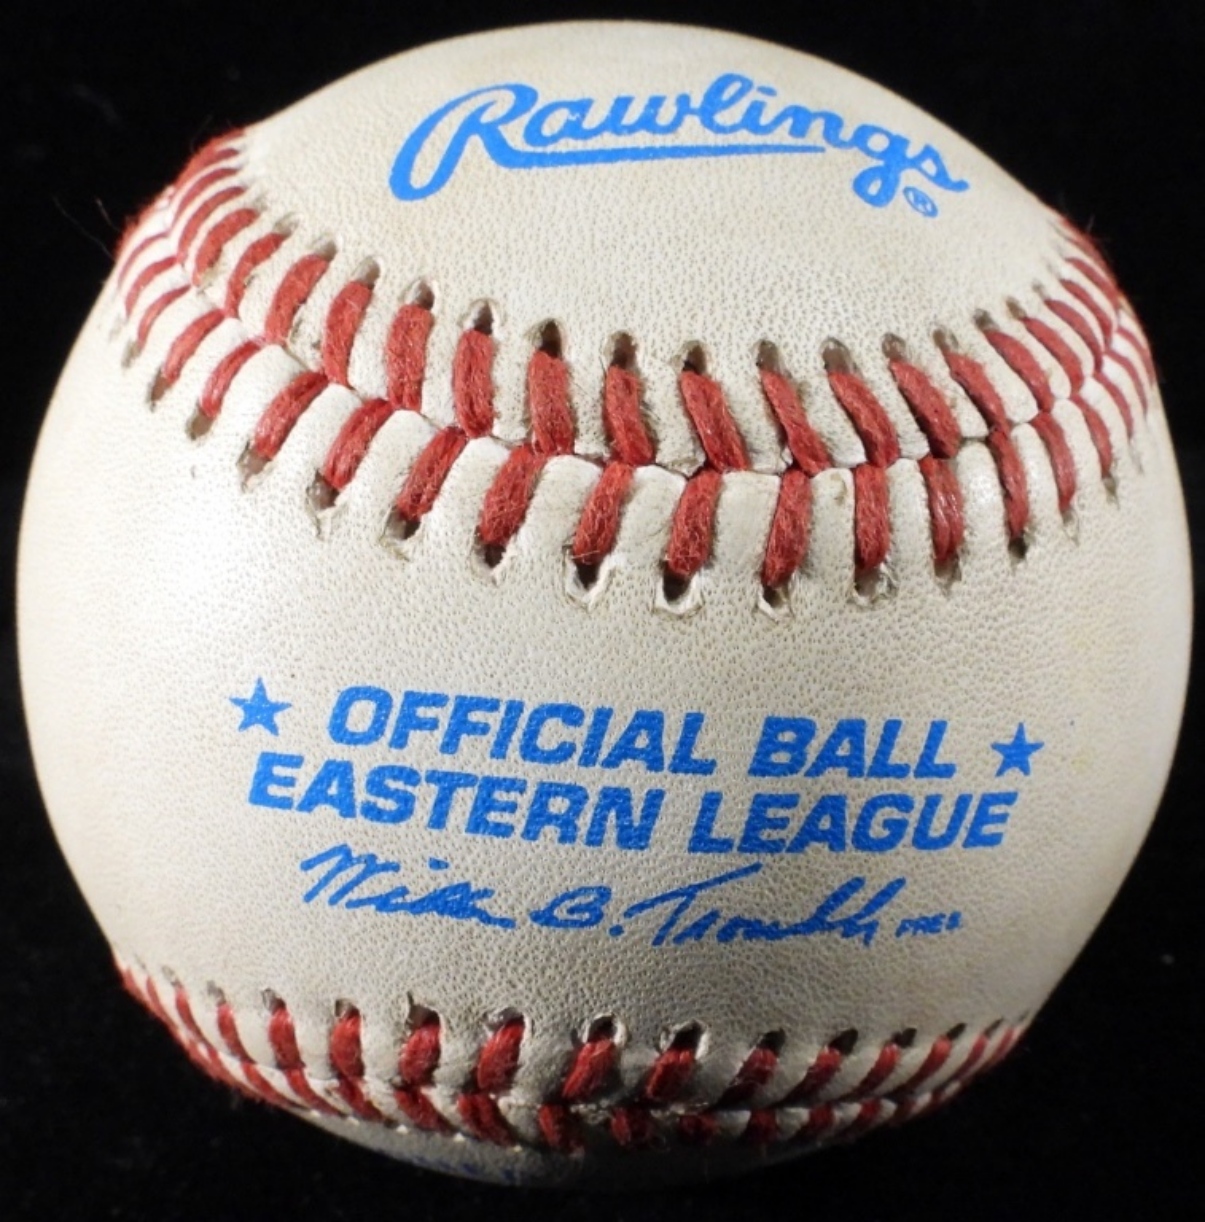 Rawlings®
★ OFFICIAL BALL ★
EASTERN LEAGUE
B. PRES